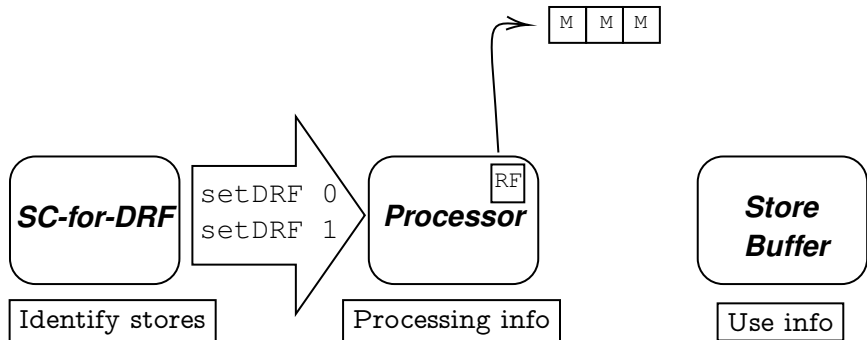 M M M
SC-for-DRF
setDRF 0
setDRF 1
RF
Processor
Store
Buffer
Identify stores
Processing info
Use info